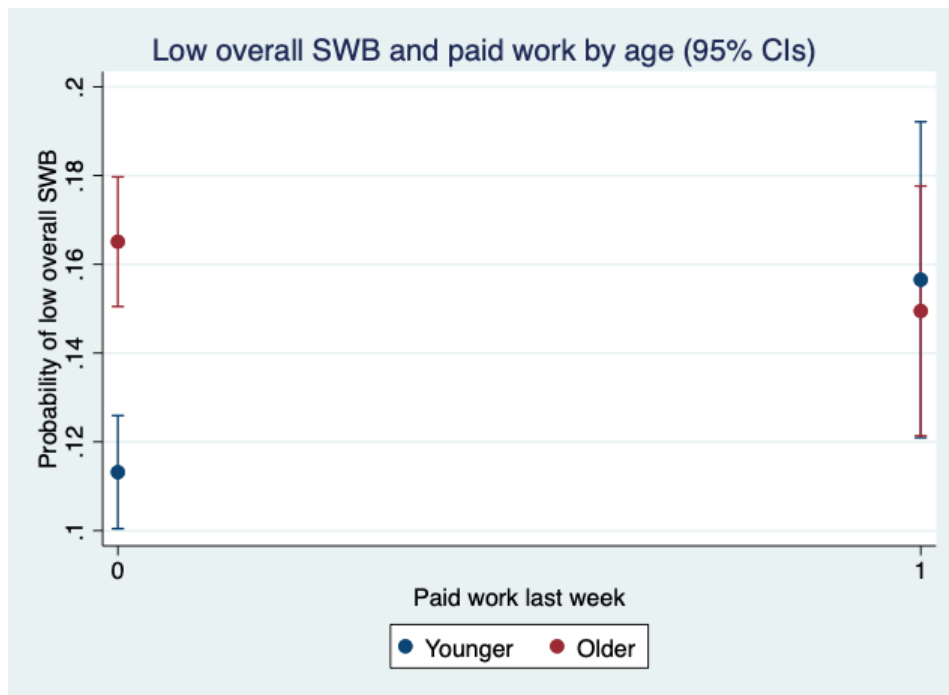 Low overall SWB and paid work by age (95% CIs)
Probability of low overall SWB
.2
.18
.16
.14
.12
.1
0
1
Paid work last week
Younger
Older